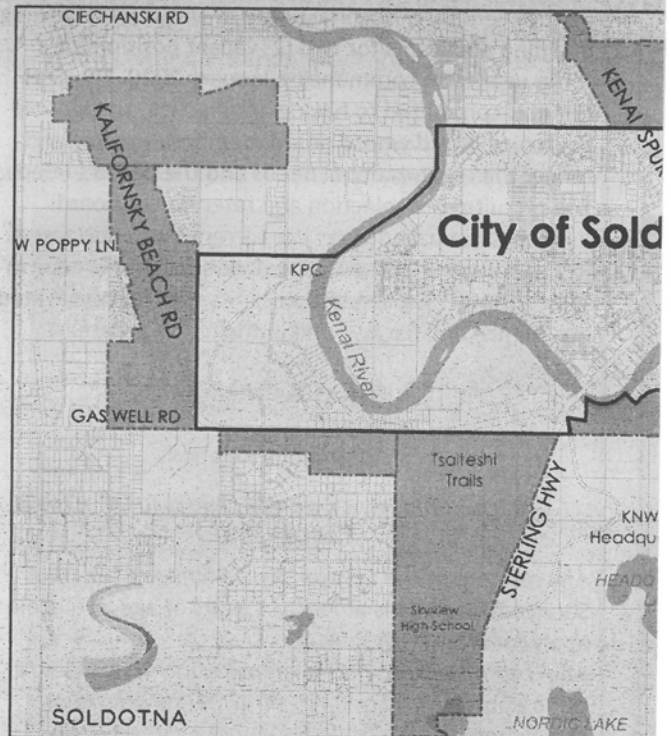 CIECHANSKI RD
KENAI SPUR
KALIFORNSKY BEACH RD
City of Sold
W POPPY LN
KPC
Kenai River
GAS WELL RD
Tsalteshi
Trails
STERLING HWY
KNW
Headqu
HEADQ
Skyview
High School
SOLDOTNA
NORDIC LAKE